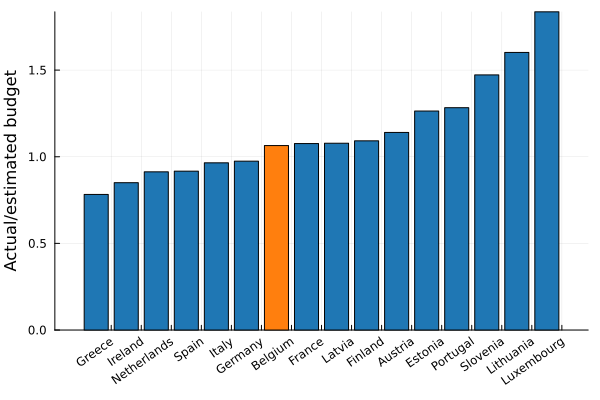 Actual/estimated budget
1.5
1.0
0.5
0.0
Greece
Ireland
Netherlands
Spain
Italy
Germany
Belgium
France
Latvia
Finland
Austria
Estonia
Portugal
Slovenia
Lithuania
Luxembourg